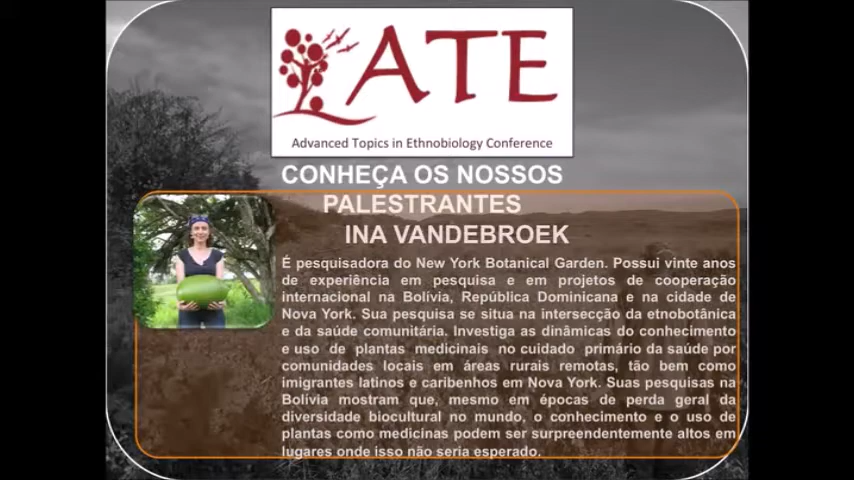 ATE
Advanced Topics in Ethnobiology Conference
CONHEÇA OS NOSSOS
PALESTRANTES
INA VANDEBROEK
É pesquisadora do New York Botanical Garden. Possui vinte anos
de experiência em pesquisa e em projetos de cooperação
internacional na Bolívia, República Dominicana e na cidade de
Nova York. Sua pesquisa se situa na intersecção da etnobotânica
e da saúde comunitária. Investiga as dinâmicas do conhecimento
e uso de plantas medicinais no cuidado primário da saúde por
comunidades locais em áreas rurais remotas, tão bem como
imigrantes latinos e caribenhos em Nova York. Suas pesquisas na
Bolívia mostram que, mesmo em épocas de perda geral da
diversidade biocultural no mundo, o conhecimento e o uso de
plantas como medicinas podem ser surpreendentemente altos em
lugares onde isso não seria esperado.